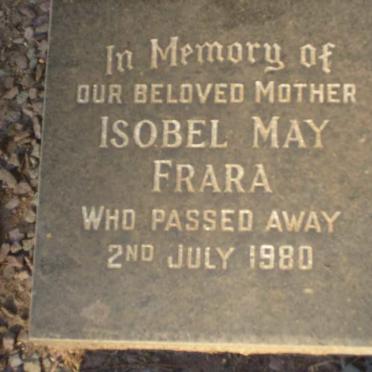 In Memory of
OUR BELOVED MOTHER
ISOBEL MAY
FRARA
WHO PASSED AWAY
2ND JULY 1980